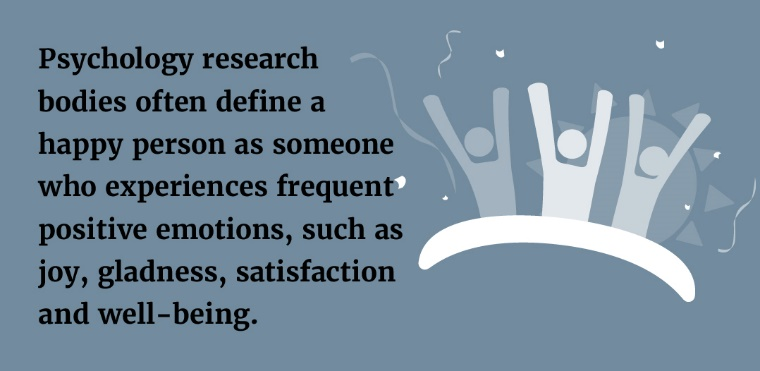 Psychology research
bodies often define a
happy person as someone
who experiences frequent
positive emotions, such as
joy, gladness, satisfaction
and well-being.